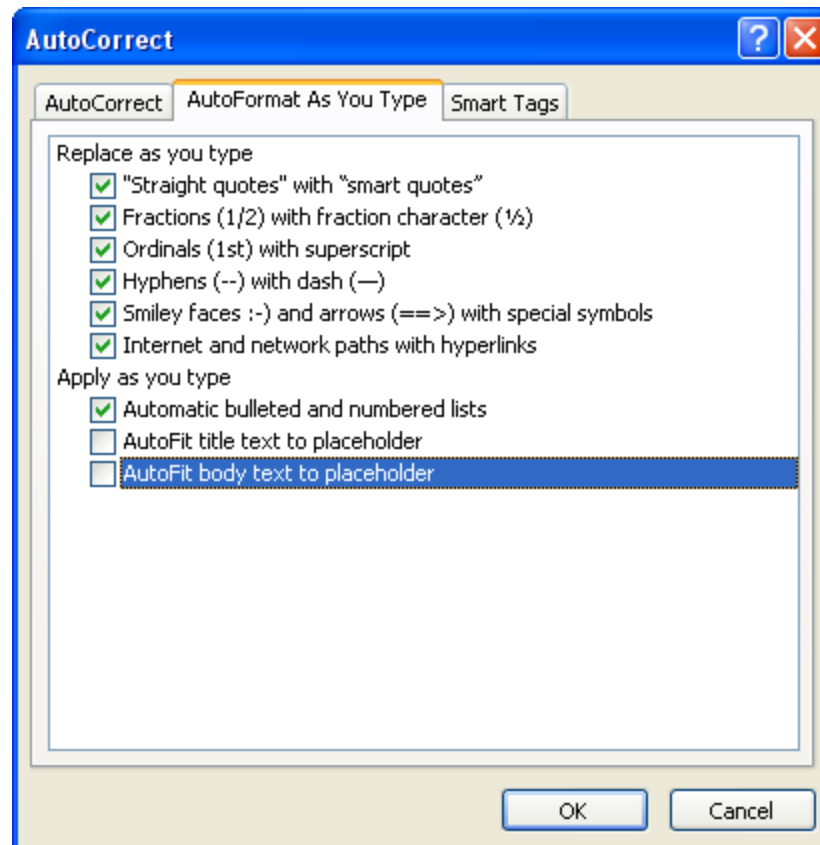 AutoCorrect
AutoCorrect AutoFormat As You Type Smart Tags
Replace as you type
"Straight quotes" with “smart quotes”
Fractions (1/2) with fraction character (½)
Ordinals (1st) with superscript
Hyphens (--) with dash (—)
Smiley faces :-) and arrows (==>) with special symbols
Internet and network paths with hyperlinks
Apply as you type
Automatic bulleted and numbered lists
AutoFit title text to placeholder
AutoFit body text to placeholder
OK Cancel